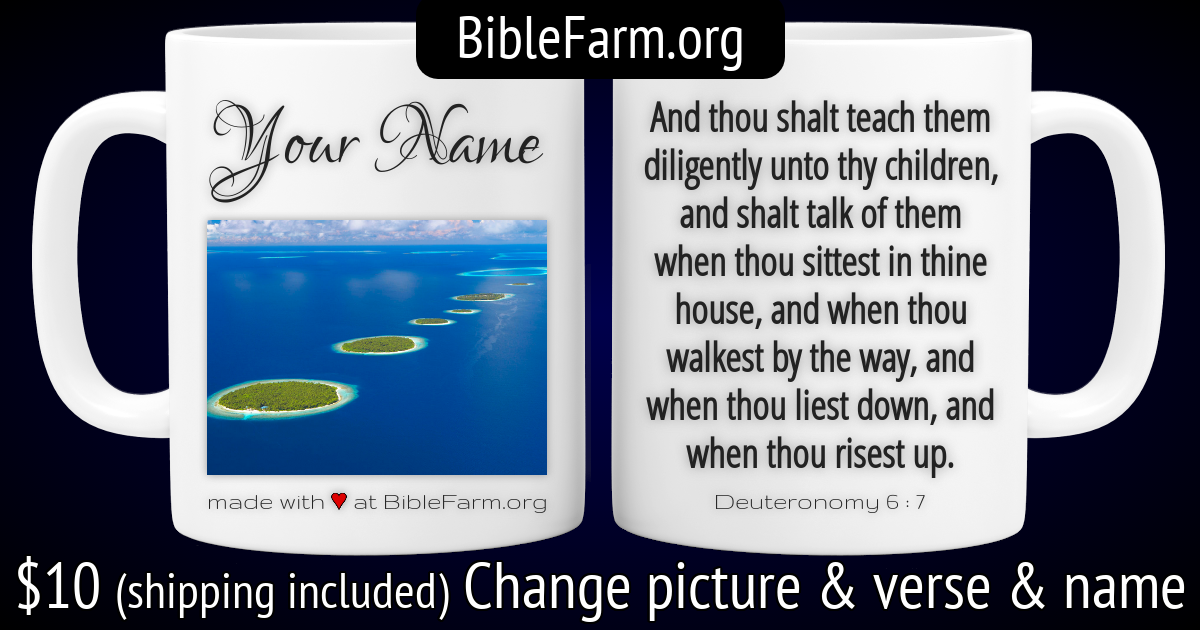 BibleFarm.org
Your Name
made with ♥ at BibleFarm.org
And thou shalt teach them
diligently unto thy children,
and shalt talk of them
when thou sittest in thine
house, and when thou
walkest by the way, and
when thou liest down, and
when thou risest up.
Deuteronomy 6 : 7
$10 (shipping included) Change picture & verse & name